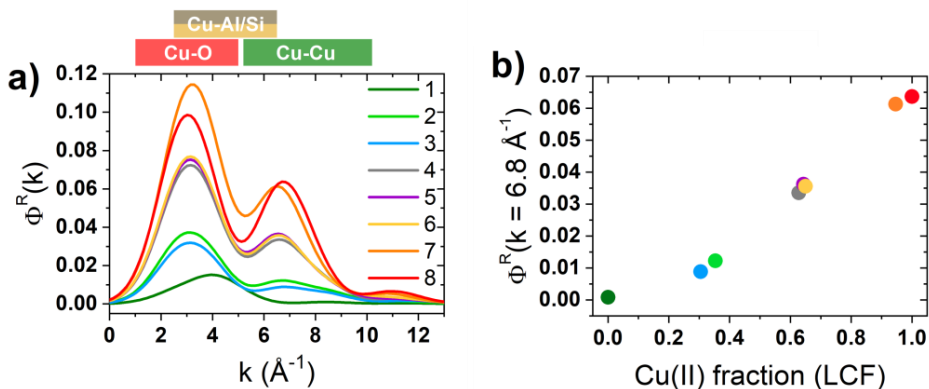 Cu-Al/Si
Cu-O Cu-Cu
a)
0.12
0.10
0.08
0.06
0.04
0.02
0.00
Φᴿ(k)
0 2 4 6 8 10 12
k (Å⁻¹)
1
2
3
4
5
6
7
8
b)
0.07
0.06
0.05
0.04
0.03
0.02
0.01
0.00
Φᴿ(k = 6.8 Å⁻¹)
0.0 0.2 0.4 0.6 0.8 1.0
Cu(II) fraction (LCF)